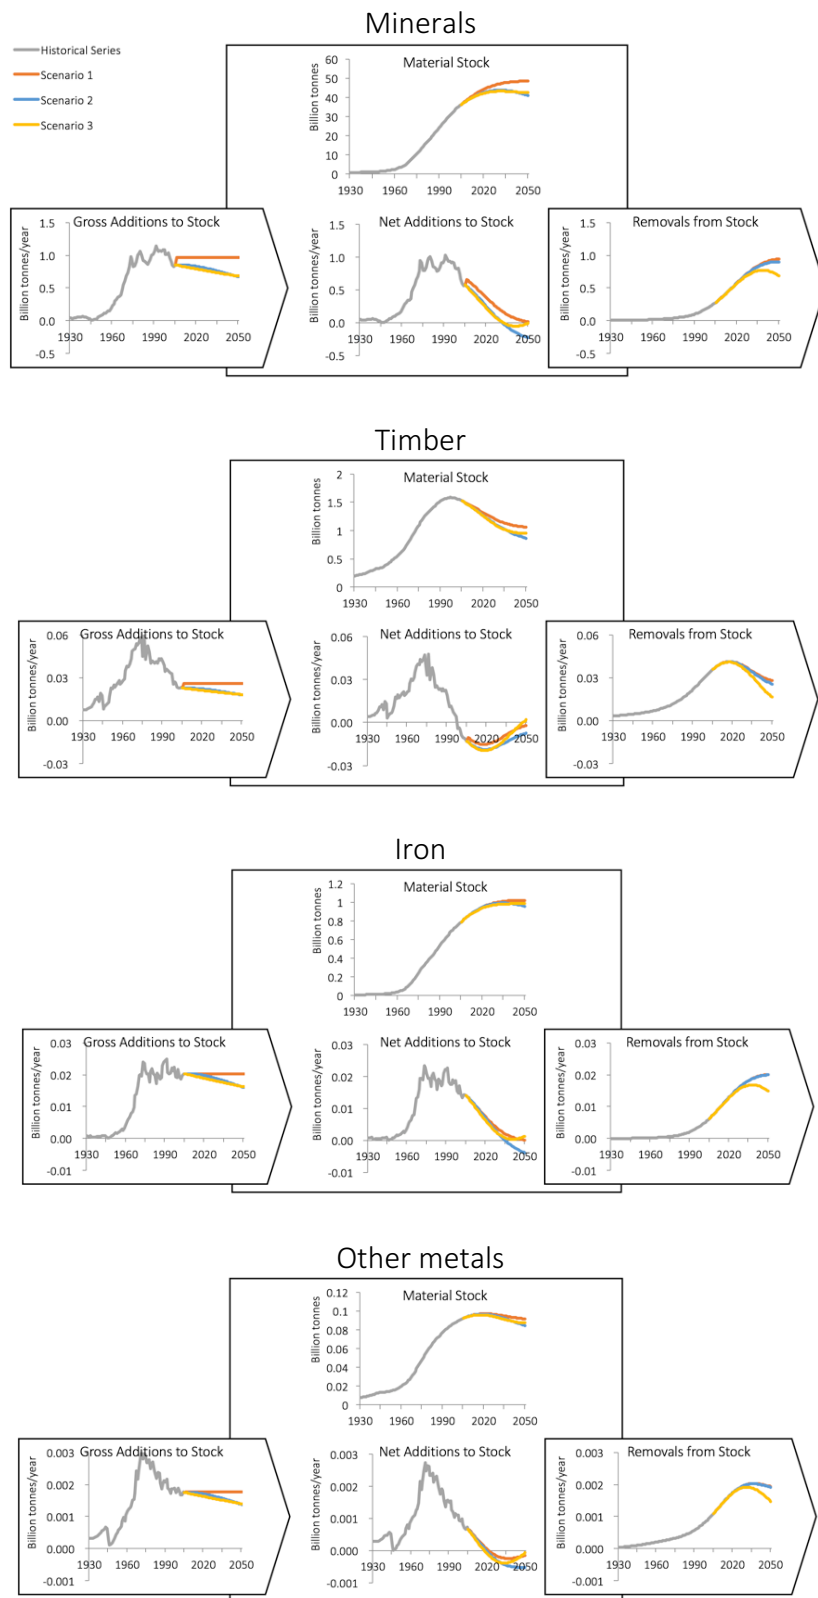 Minerals
Historical Series
Scenario 1
Scenario 2
Scenario 3
Material Stock
Billion tonnes
60
50
40
30
20
10
0
1930 1960 1990 2020 2050
Gross Additions to Stock
Billion tonnes/year
1.5
1.0
0.5
0.0
-0.5
1930 1960 1990 2020 2050
Net Additions to Stock
1.5
1.0
0.5
0.0
-0.5
1930 1960 1990 2020 2050
Removals from Stock
Billion tonnes/year
1.5
1.0
0.5
0.0
-0.5
1930 1960 1990 2020 2050
Timber
Material Stock
Billion tonnes
2
1.5
1
0.5
0
1930 1960 1990 2020 2050
Gross Additions to Stock
Billion tonnes/year
0.06
0.03
0.00
-0.03
1930 1960 1990 2020 2050
Net Additions to Stock
0.06
0.03
0.00
-0.03
1930 1960 1990 2020 2050
Removals from Stock
Billion tonnes/year
0.06
0.03
0.00
-0.03
1930 1960 1990 2020 2050
Iron
Material Stock
Billion tonnes
1.2
1
0.8
0.6
0.4
0.2
0
1930 1960 1990 2020 2050
Gross Additions to Stock
Billion tonnes/year
0.03
0.02
0.01
0.00
-0.01
1930 1960 1990 2020 2050
Net Additions to Stock
0.03
0.02
0.01
0.00
-0.01
1930 1960 1990 2020 2050
Removals from Stock
Billion tonnes/year
0.03
0.02
0.01
0.00
-0.01
1930 1960 1990 2020 2050
Other metals
Material Stock
Billion tonnes
0.12
0.1
0.08
0.06
0.04
0.02
0
1930 1960 1990 2020 2050
Gross Additions to Stock
Billion tonnes/year
0.003
0.002
0.001
0.000
-0.001
1930 1960 1990 2020 2050
Net Additions to Stock
0.003
0.002
0.001
0.000
-0.001
1930 1960 1990 2020 2050
Removals from Stock
Billion tonnes/year
0.003
0.002
0.001
0.000
-0.001
1930 1960 1990 2020 2050